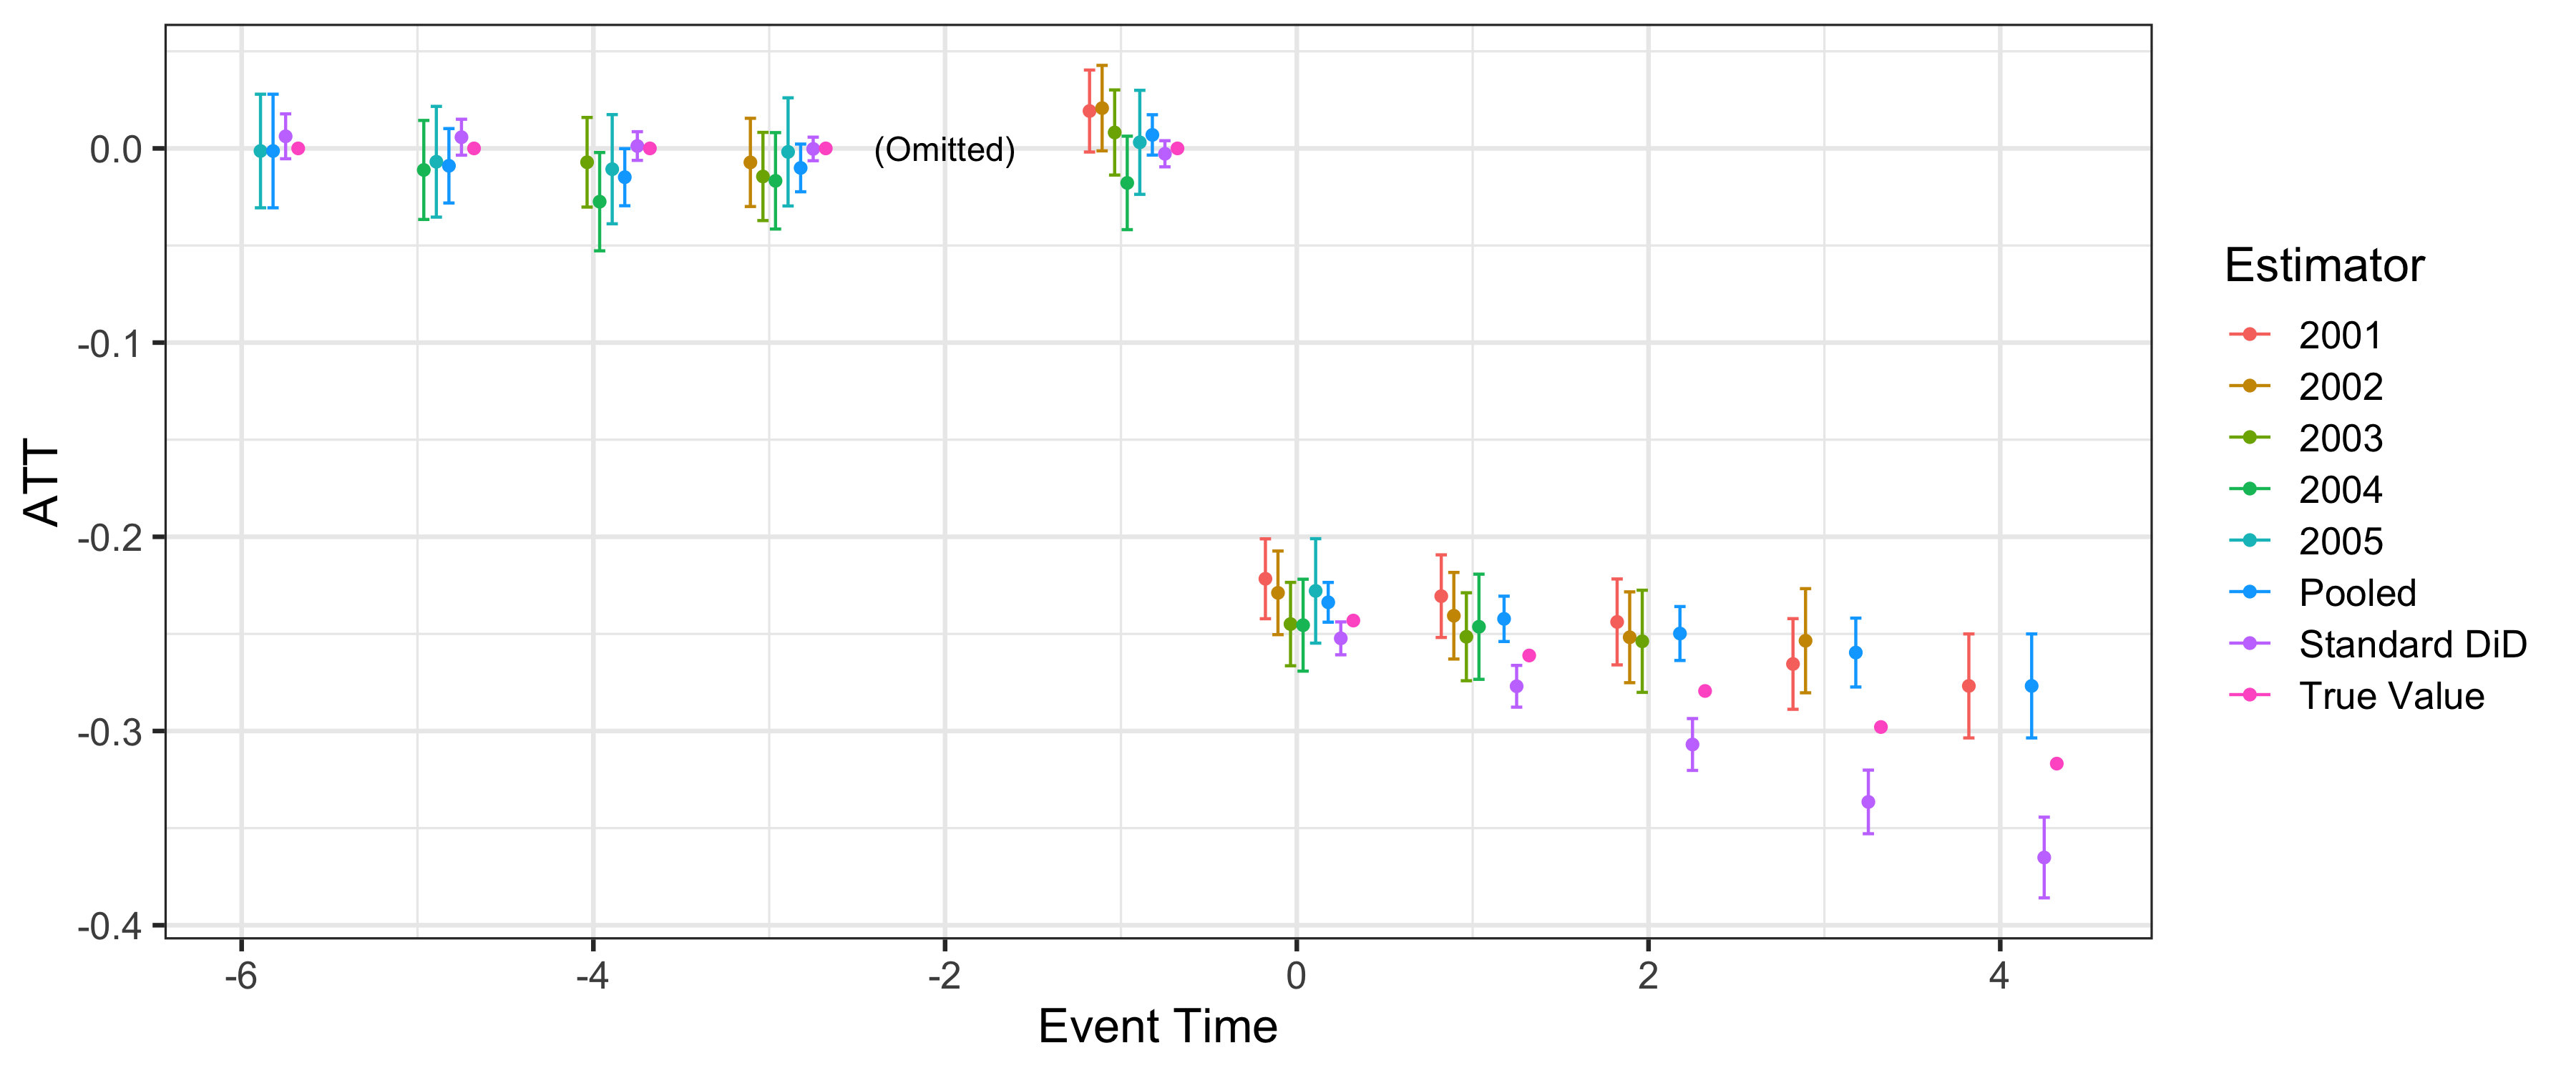 0.0
-0.1
-0.2
-0.3
-0.4
ATT
(Omitted)
-6
-4
-2
0
2
4
Event Time
Estimator
2001
2002
2003
2004
2005
Pooled
Standard DiD
True Value